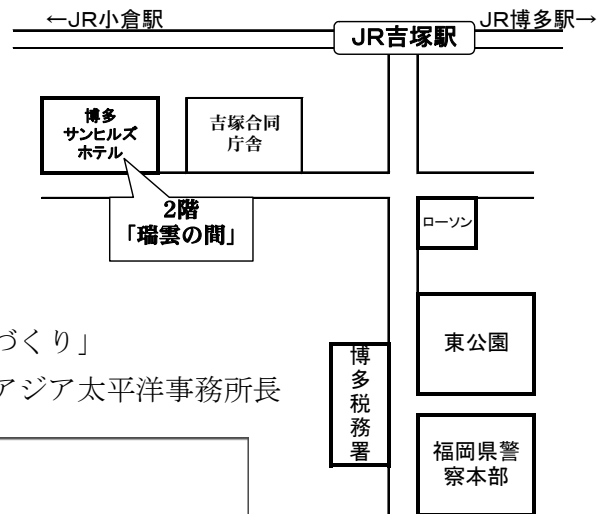 ←JR小倉駅
JR吉塚駅
JR博多駅→
博多
サンヒルズ
ホテル
吉塚合同
庁舎
2階
「瑞雲の間」
ローソン
づくり」
アジア太平洋事務所長
東公園
博多税務署
福岡県警
察本部